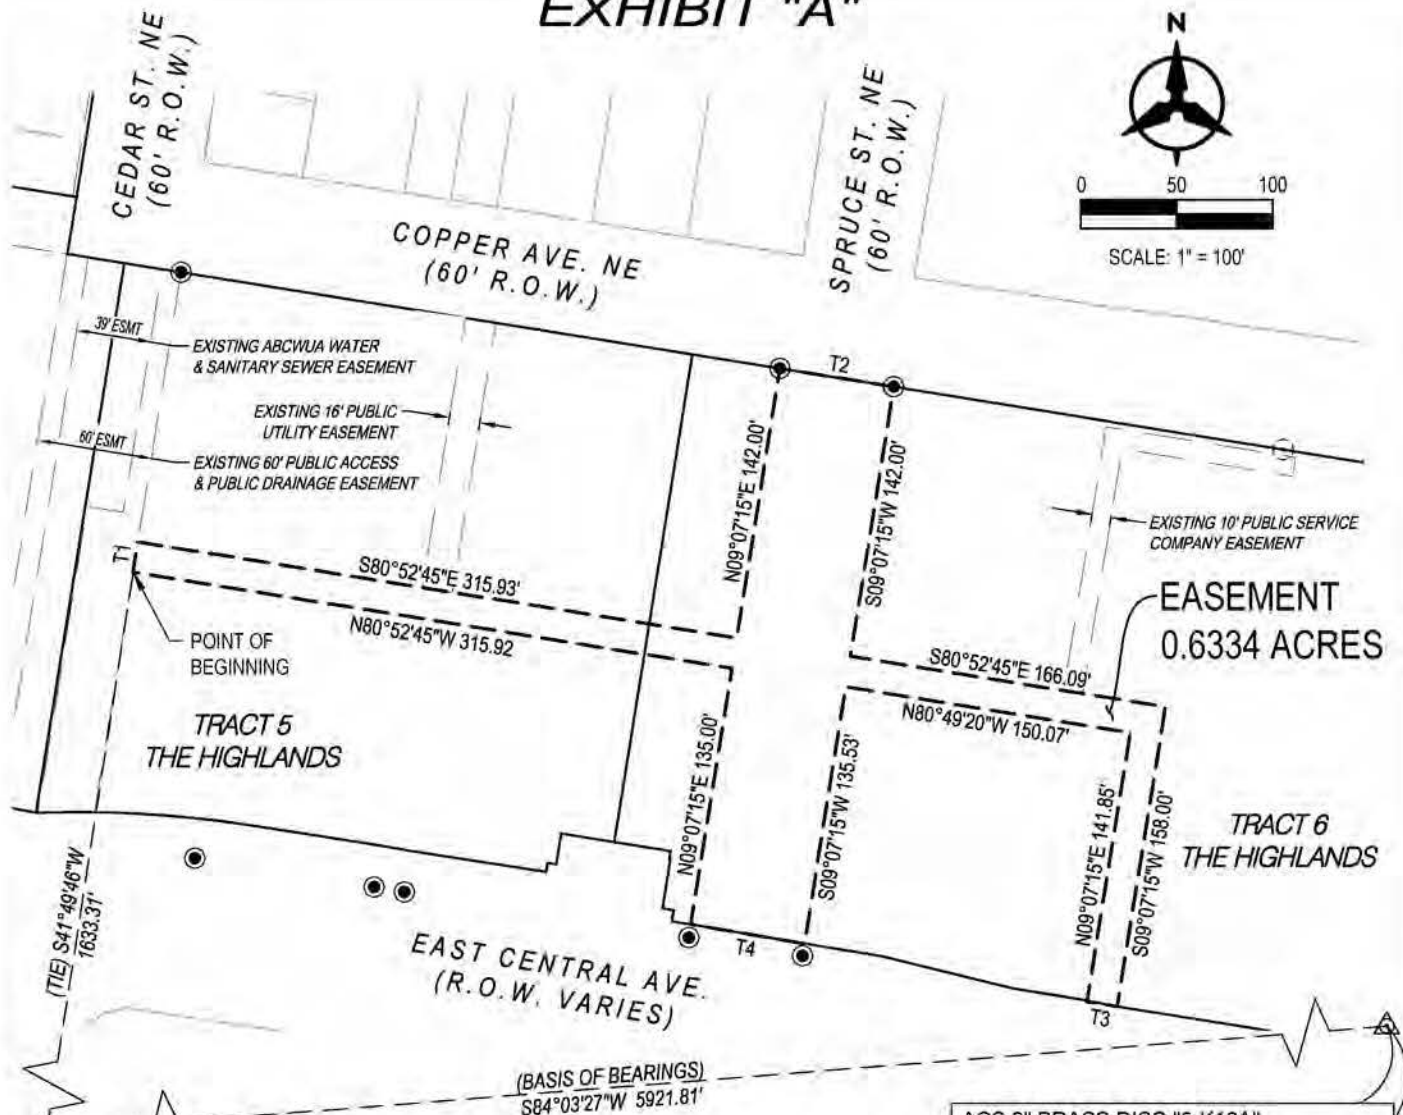 EXHIBIT "A"
CEDAR ST. NE
(60' R.O.W.)
SPRUCE ST. NE
(60' R.O.W.)
N
0 50 100
SCALE: 1" = 100'
COPPER AVE. NE
(60' R.O.W.)
39' ESMT
EXISTING ABCWUA WATER
& SANITARY SEWER EASEMENT
T2
EXISTING 16' PUBLIC
UTILITY EASEMENT
60' ESMT
EXISTING 60' PUBLIC ACCESS
& PUBLIC DRAINAGE EASEMENT
N09°07'15"E 142.00'
S09°07'15"W 142.00'
EXISTING 10' PUBLIC SERVICE
COMPANY EASEMENT
T1
S80°52'45"E 315.93'
N80°52'45"W 315.92
EASEMENT
0.6334 ACRES
POINT OF
BEGINNING
S80°52'45"E 166.09'
N80°49'20"W 150.07'
TRACT 5
THE HIGHLANDS
N09°07'15"E 135.00'
S09°07'15"W 135.53'
N09°07'15"E 141.85'
S09°07'15"W 158.00'
TRACT 6
THE HIGHLANDS
(TIE) S41°49'46"W
1633.31'
T4
EAST CENTRAL AVE.
(R.O.W. VARIES)
T3
(BASIS OF BEARINGS)
S84°03'27"W 5921.81'